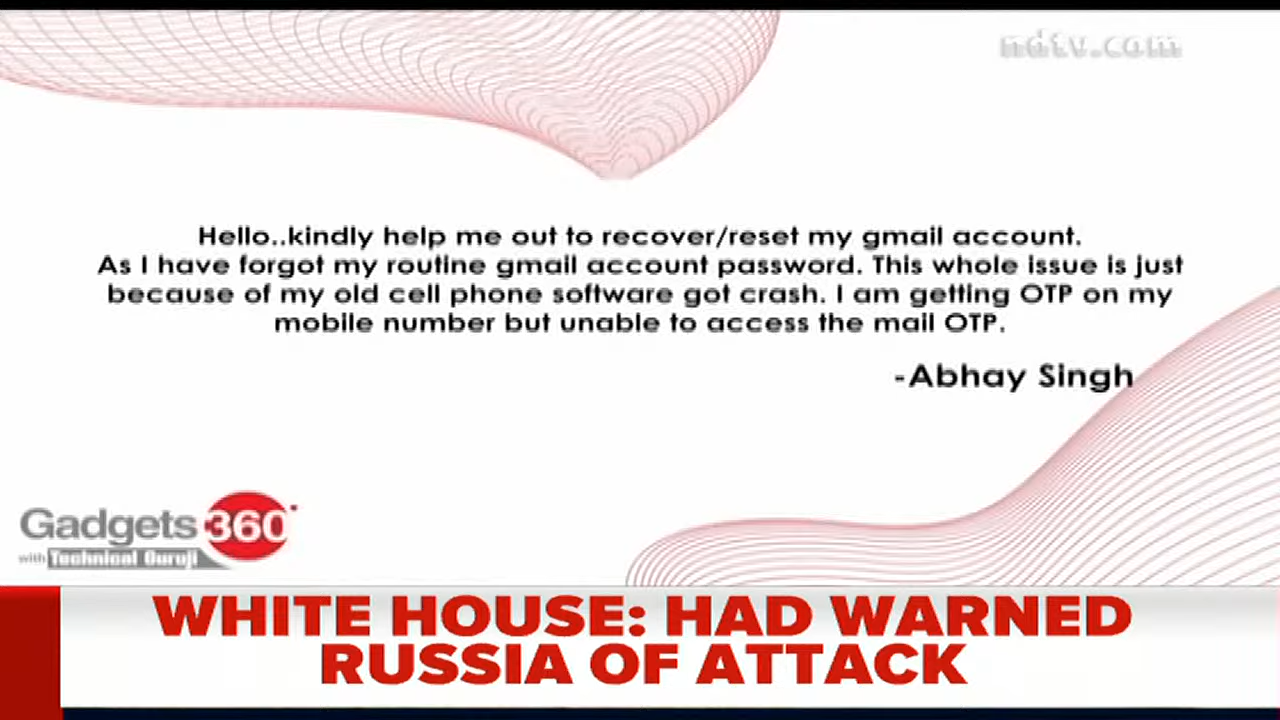 ndtv.com
Hello..kindly help me out to recover/reset my gmail account.
As I have forgot my routine gmail account password. This whole issue is just
because of my old cell phone software got crash. I am getting OTP on my
mobile number but unable to access the mail OTP.
-Abhay Singh
Gadgets 360°
with Technical Guruji
WHITE HOUSE: HAD WARNED
RUSSIA OF ATTACK